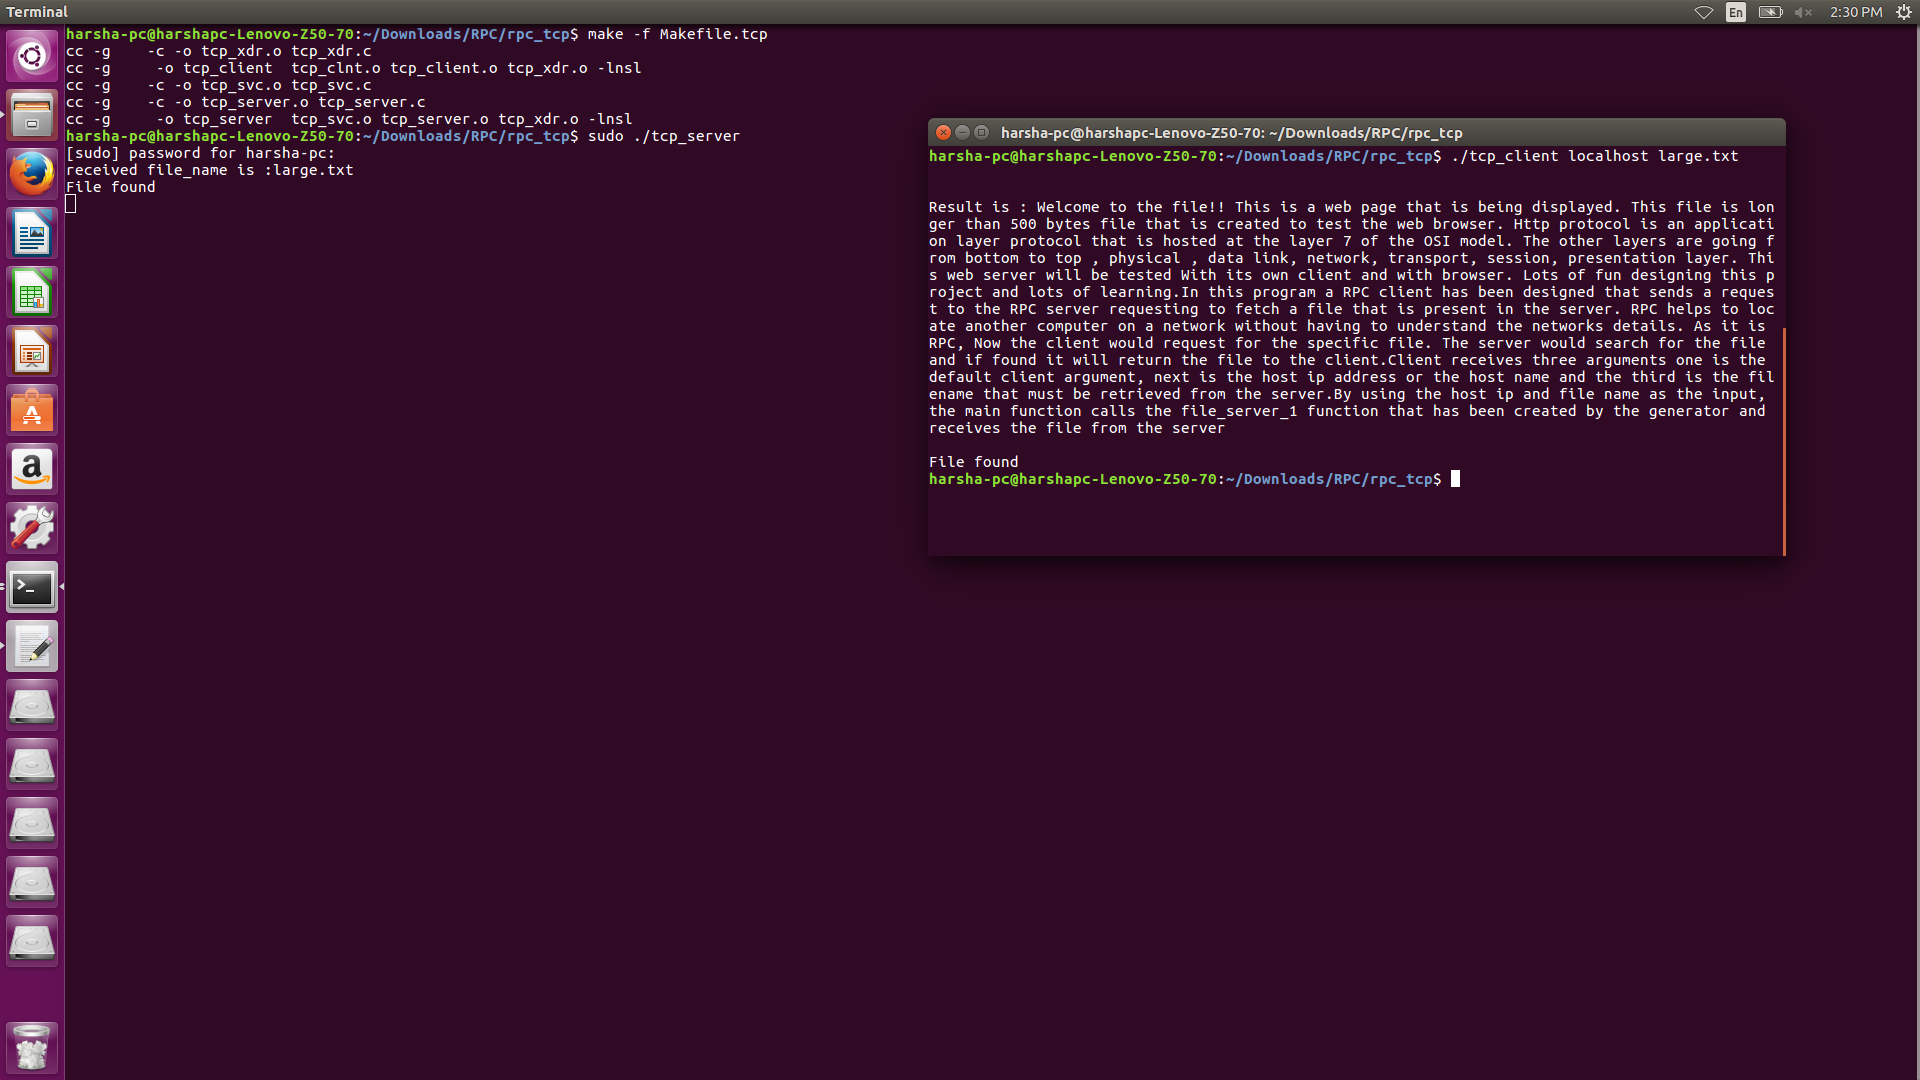 Terminal
En
2:30 PM
harsha-pc@harshapc-Lenovo-Z50-70:~/Downloads/RPC/rpc_tcp$ make -f Makefile.tcp
cc -g    -c -o tcp_xdr.o tcp_xdr.c
cc -g     -o tcp_client  tcp_clnt.o tcp_client.o tcp_xdr.o -lnsl
cc -g    -c -o tcp_svc.o tcp_svc.c
cc -g    -c -o tcp_server.o tcp_server.c
cc -g     -o tcp_server  tcp_svc.o tcp_server.o tcp_xdr.o -lnsl
harsha-pc@harshapc-Lenovo-Z50-70:~/Downloads/RPC/rpc_tcp$ sudo ./tcp_server
[sudo] password for harsha-pc:
received file_name is :large.txt
File found
harsha-pc@harshapc-Lenovo-Z50-70: ~/Downloads/RPC/rpc_tcp
harsha-pc@harshapc-Lenovo-Z50-70:~/Downloads/RPC/rpc_tcp$ ./tcp_client localhost large.txt
Result is : Welcome to the file!! This is a web page that is being displayed. This file is lon
ger than 500 bytes file that is created to test the web browser. Http protocol is an applicati
on layer protocol that is hosted at the layer 7 of the OSI model. The other layers are going f
rom bottom to top , physical , data link, network, transport, session, presentation layer. Thi
s web server will be tested With its own client and with browser. Lots of fun designing this p
roject and lots of learning.In this program a RPC client has been designed that sends a reques
t to the RPC server requesting to fetch a file that is present in the server. RPC helps to loc
ate another computer on a network without having to understand the networks details. As it is
RPC, Now the client would request for the specific file. The server would search for the file
and if found it will return the file to the client.Client receives three arguments one is the
default client argument, next is the host ip address or the host name and the third is the fil
ename that must be retrieved from the server.By using the host ip and file name as the input,
the main function calls the file_server_1 function that has been created by the generator and
receives the file from the server
File found
harsha-pc@harshapc-Lenovo-Z50-70:~/Downloads/RPC/rpc_tcp$